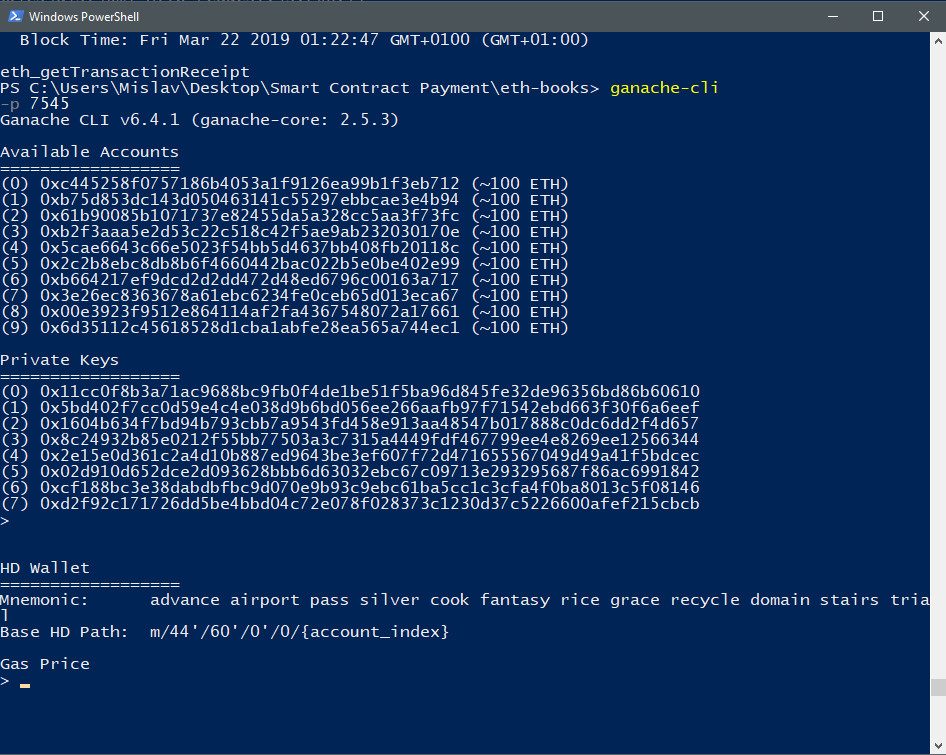 Windows PowerShell
  Block Time: Fri Mar 22 2019 01:22:47 GMT+0100 (GMT+01:00)
eth_getTransactionReceipt
PS C:\Users\Mislav\Desktop\Smart Contract Payment\eth-books> ganache-cli
-p 7545
Ganache CLI v6.4.1 (ganache-core: 2.5.3)
Available Accounts
==================
(0) 0xc445258f0757186b4053a1f9126ea99b1f3eb712 (~100 ETH)
(1) 0xb75d853dc143d050463141c55297ebbcae3e4b94 (~100 ETH)
(2) 0x61b90085b1071737e82455da5a328cc5aa3f73fc (~100 ETH)
(3) 0xb2f3aaa5e2d53c22c518c42f5ae9ab232030170e (~100 ETH)
(4) 0x5cae6643c66e5023f54bb5d4637bb408fb20118c (~100 ETH)
(5) 0x2c2b8ebc8db8b6f4660442bac022b5e0be402e99 (~100 ETH)
(6) 0xb664217ef9dcd2d2dd472d48ed6796c00163a717 (~100 ETH)
(7) 0x3e26ec8363678a61ebc6234fe0ceb65d013eca67 (~100 ETH)
(8) 0x00e3923f9512e864114af2fa4367548072a17661 (~100 ETH)
(9) 0x6d35112c45618528d1cba1abfe28ea565a744ec1 (~100 ETH)
Private Keys
==================
(0) 0x11cc0f8b3a71ac9688bc9fb0f4de1be51f5ba96d845fe32de96356bd86b60610
(1) 0x5bd402f7cc0d59e4c4e038d9b6bd056ee266aafb97f71542ebd663f30f6a6eef
(2) 0x1604b634f7bd94b793cbb7a9543fd458e913aa48547b017888c0dc6dd2f4d657
(3) 0x8c24932b85e0212f55bb77503a3c7315a4449fdf467799ee4e8269ee12566344
(4) 0x2e15e0d361c2a4d10b887ed9643be3ef607f72d471655567049d49a41f5bdcec
(5) 0x02d910d652dce2d093628bbb6d63032ebc67c09713e293295687f86ac6991842
(6) 0xcf188bc3e38dabdbfbc9d070e9b93c9ebc61ba5cc1c3cfa4f0ba8013c5f08146
(7) 0xd2f92c171726dd5be4bbd04c72e078f028373c1230d37c5226600afef215cbcb
>
HD Wallet
==================
Mnemonic:      advance airport pass silver cook fantasy rice grace recycle domain stairs tria
l
Base HD Path:  m/44'/60'/0'/0/{account_index}
Gas Price
>